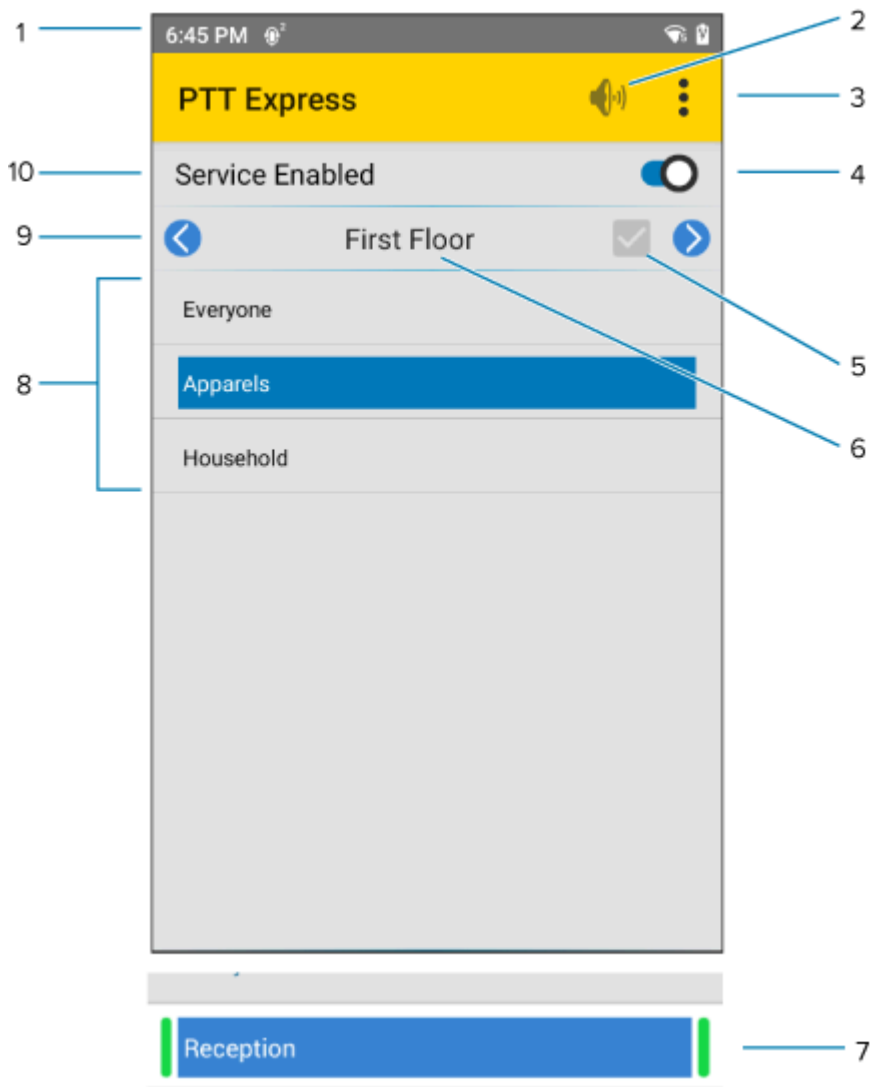 1
6:45 PM 2
2
PTT Express
3
10
Service Enabled
4
9
First Floor
Everyone
5
8
Apparels
6
Household
Reception
7